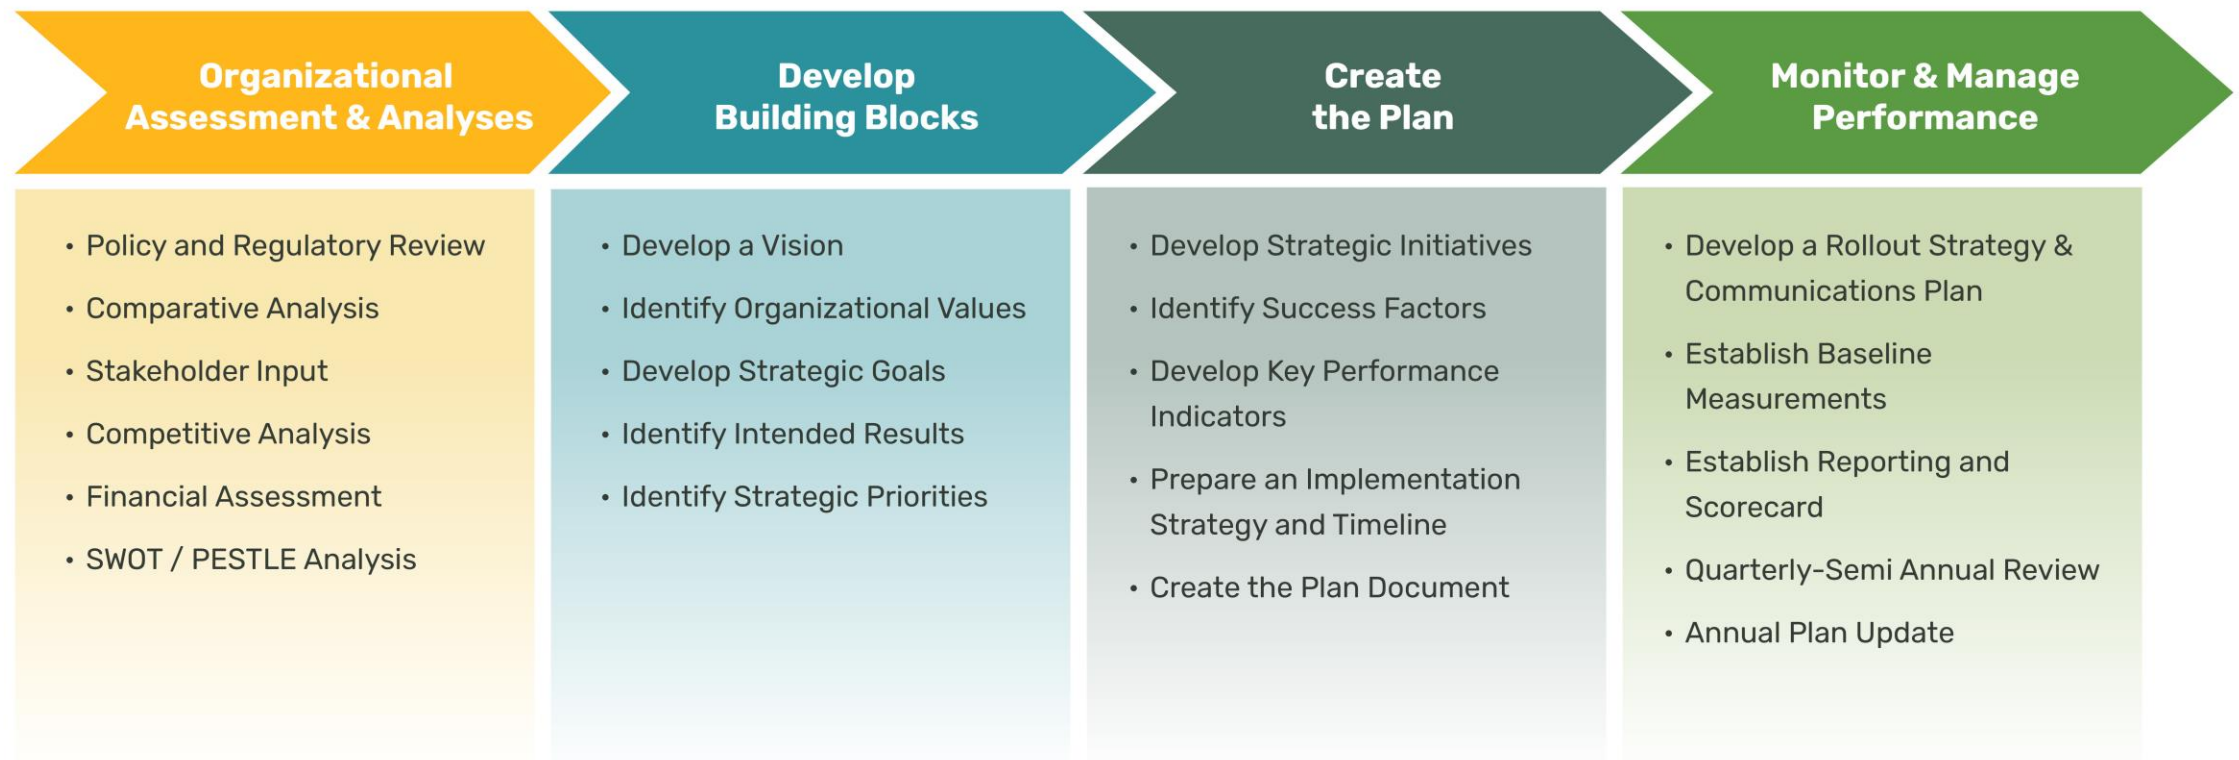 Organizational
Assessment & Analyses
• Policy and Regulatory Review
• Comparative Analysis
• Stakeholder Input
• Competitive Analysis
• Financial Assessment
• SWOT / PESTLE Analysis
Develop
Building Blocks
• Develop a Vision
• Identify Organizational Values
• Develop Strategic Goals
• Identify Intended Results
• Identify Strategic Priorities
Create
the Plan
• Develop Strategic Initiatives
• Identify Success Factors
• Develop Key Performance
Indicators
• Prepare an Implementation
Strategy and Timeline
• Create the Plan Document
Monitor & Manage
Performance
• Develop a Rollout Strategy &
Communications Plan
• Establish Baseline
Measurements
• Establish Reporting and
Scorecard
• Quarterly-Semi Annual Review
• Annual Plan Update